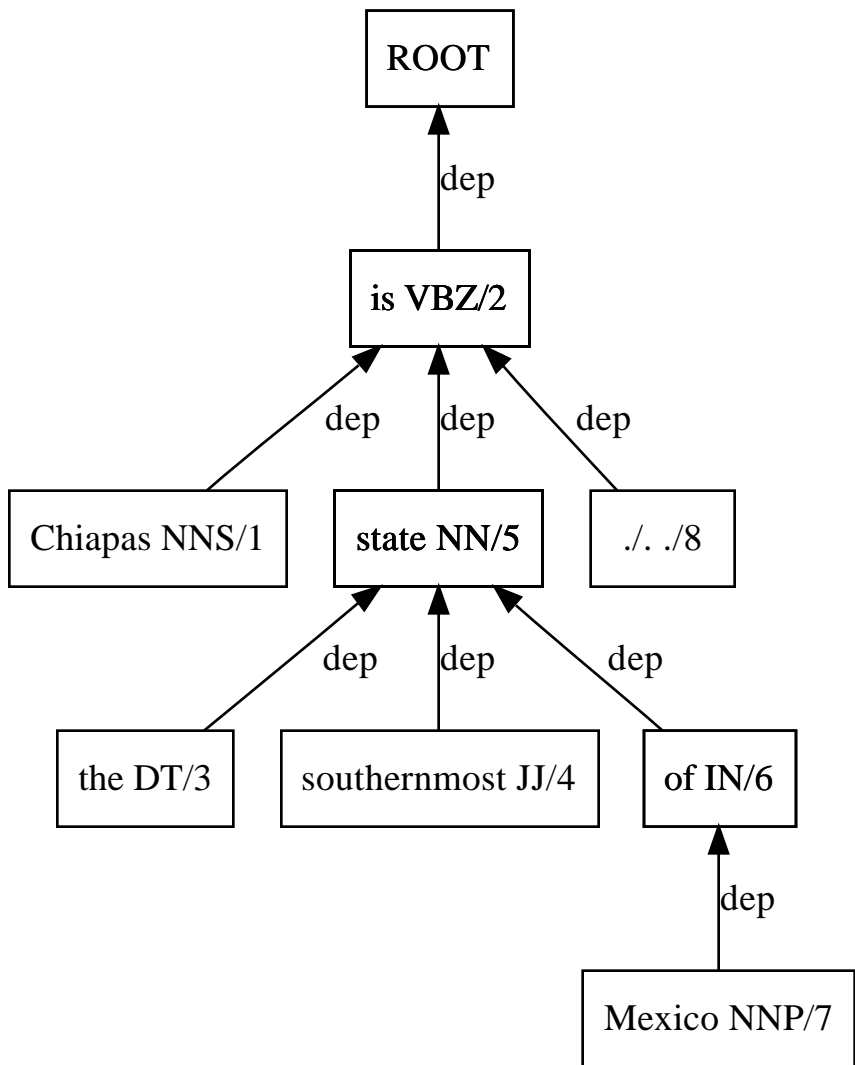 ROOT
dep
is VBZ/2
dep dep dep
Chiapas NNS/1 state NN/5 ./. ./8
dep dep dep
the DT/3 southernmost JJ/4 of IN/6
dep
Mexico NNP/7